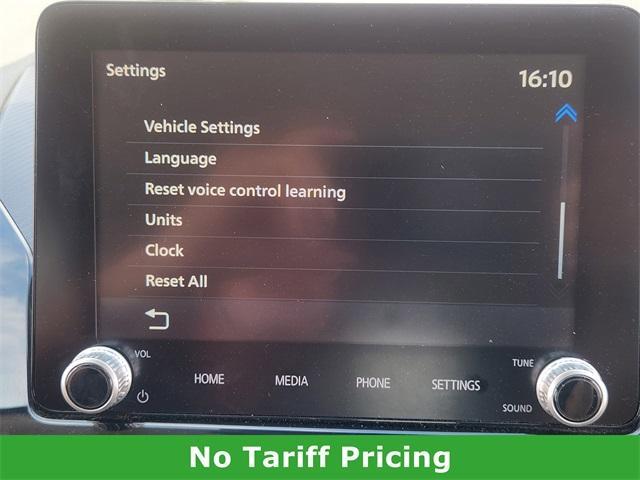 Settings
16:10
Vehicle Settings
Language
Reset voice control learning
Units
Clock
Reset All
VOL
HOME
MEDIA
PHONE
SETTINGS
TUNE
SOUND
No Tariff Pricing